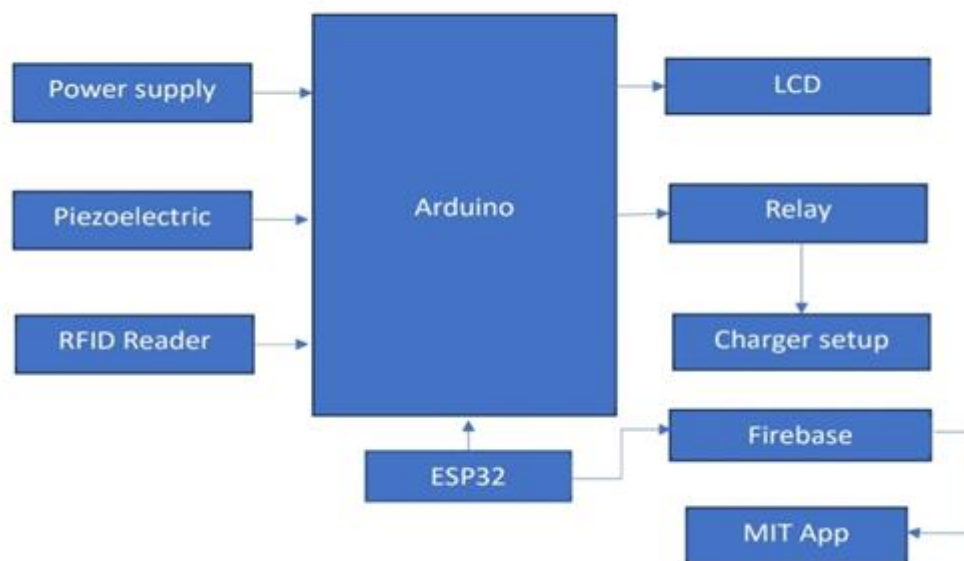 Power supply
Piezoelectric
RFID Reader
Arduino
LCD
Relay
Charger setup
ESP32
Firebase
MIT App